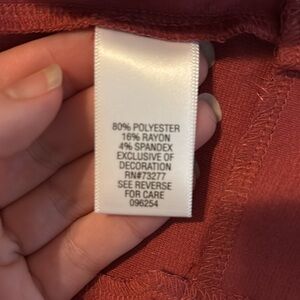 80% POLYESTER
16% RAYON
4% SPANDEX
EXCLUSIVE OF
DECORATION
RN#73277
SEE REVERSE
FOR CARE
096254